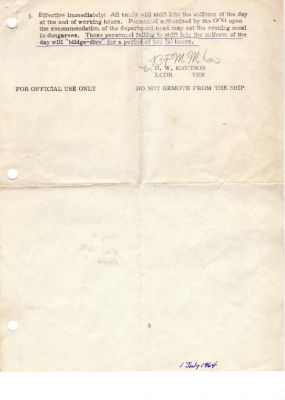 j. Effective immediately: All hands will shift into the uniform of the day
at the end of working hours. Personnel authorized by the OOD upon
the recommendation of the department head may eat the evening meal
in dungarees. Those personnel failing to shift into the uniform of the
day will "bilge-dive" for a period of two (2) hours.
D. W. KNUTSON
LCDR USN
FOR OFFICIAL USE ONLY DO NOT REMOVE FROM THE SHIP
3
1 July 1964